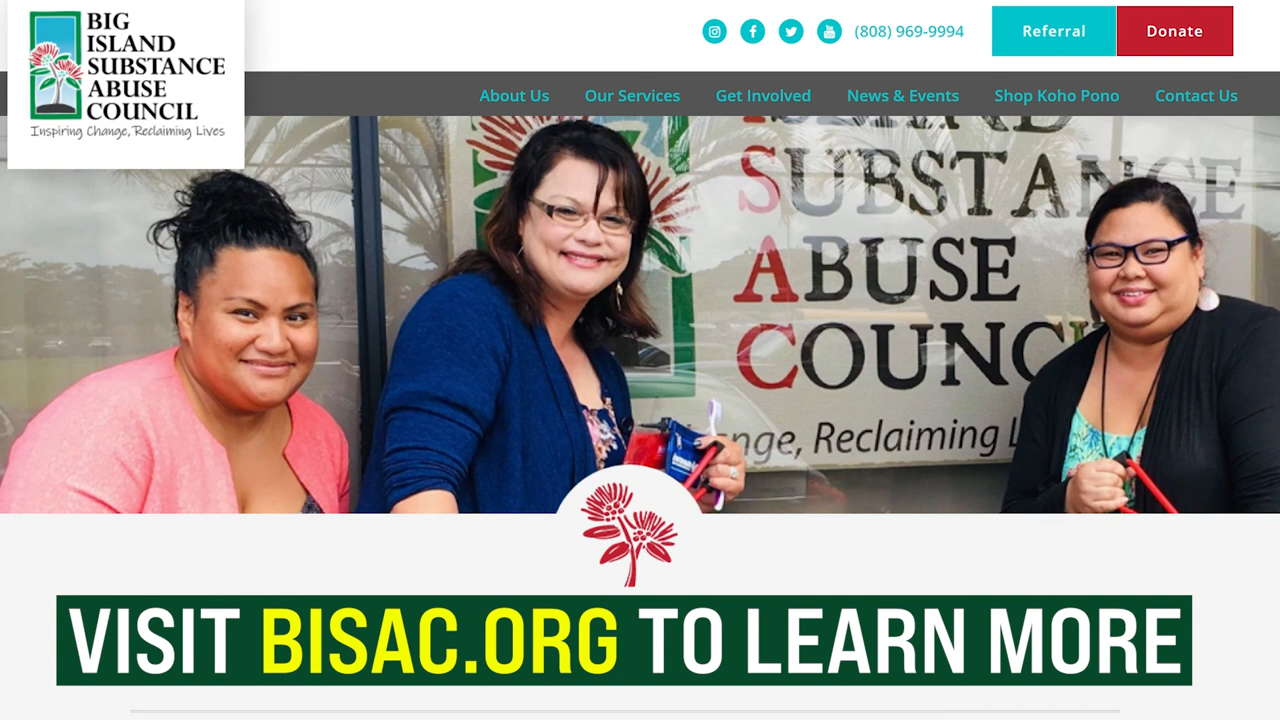 BIG
ISLAND
SUBSTANCE
ABUSE
COUNCIL
Inspiring Change, Reclaiming Lives
(808) 969-9994
Referral
Donate
About Us
Our Services
Get Involved
News & Events
Shop Koho Pono
Contact Us
SUBSTANCE
ABUSE
COUNC
nge, Reclaiming L
VISIT BISAC.ORG TO LEARN MORE